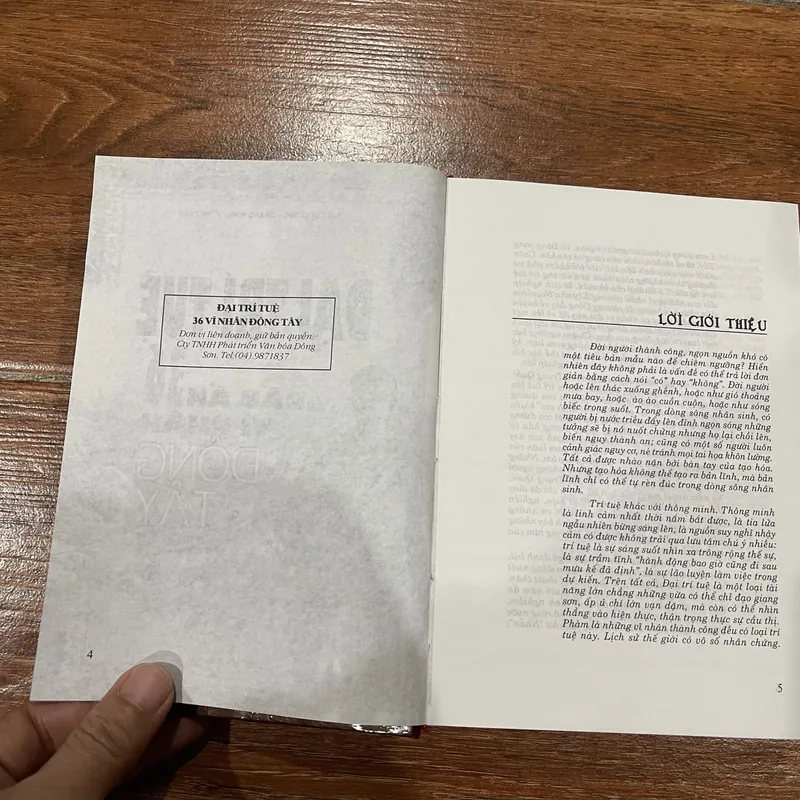 ĐẠI TRÍ TUỆ
36 VĨ NHÂN ĐÔNG TÂY
Đơn vị liên doanh, giữ bản quyền:
Cty TNHH Phát triển Văn hóa Đông
Sơn. Tel:(04).9871837
4
LỜI GIỚI THIỆU
Đời người thành công, ngọn nguồn khó có
một tiêu bản mẫu nào để chiêm ngưỡng? Hiển
nhiên đây không phải là vấn đề có thể trả lời đơn
giản bằng cách nói "có" hay "không". Đời người
hoặc lên thác xuống ghềnh, hoặc như gió thoảng
mưa bay, hoặc ào ào cuồn cuộn, hoặc như sông
biếc trong suốt. Trong dòng sông nhân sinh, có
người bị nước triều đẩy lên đỉnh ngọn sóng những
tưởng sẽ bị nó nuốt chửng nhưng họ lại chồi lên,
biến nguy thành an; cũng có một số người luôn
cảnh giác nguy cơ, né tránh mọi tai họa khôn lường.
Tất cả được nhào nặn bởi bàn tay của tạo hóa.
Nhưng tạo hóa không thể tạo ra bản lĩnh, mà bản
lĩnh chỉ có thể tự rèn đúc trong dòng sông nhân
sinh.
Trí tuệ khác với thông minh. Thông minh
là linh cảm nhất thời nắm bắt được, là tia lửa
ngẫu nhiên bừng sáng lên, là nguồn suy nghĩ nhạy
cảm có được không trải qua lưu tâm chú ý nhiều:
trí tuệ là sự sáng suốt nhìn xa trông rộng thế sự,
là sự trầm tĩnh "hành động bao giờ cũng đi sau
mưu kế đã định", là sự lão luyện làm việc trong
dự kiến. Trên tất cả, Đại trí tuệ là một loại tài
năng lớn chẳng những vừa có thể chỉ đạo giang
sơn, ấp ủ chí lớn vạn dặm, mà còn có thể nhìn
thẳng vào hiện thực, thận trọng thực sự cầu thị.
Phàm là những vĩ nhân thành công đều có loại trí
tuệ này. Lịch sử thế giới có vô số nhân chứng.
5